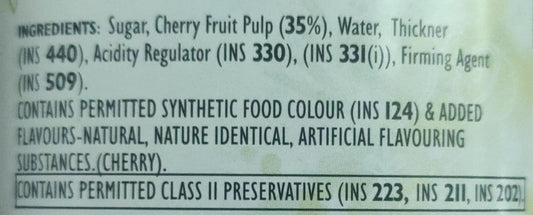 INGREDIENTS: Sugar, Cherry Fruit Pulp (35%), Water, Thickner
(INS 440), Acidity Regulator (INS 330), (INS 331(i)), Firming Agent
(INS 509).
CONTAINS PERMITTED SYNTHETIC FOOD COLOUR (INS 124) & ADDED
FLAVOURS-NATURAL, NATURE IDENTICAL, ARTIFICIAL FLAVOURING
SUBSTANCES.(CHERRY).
CONTAINS PERMITTED CLASS II PRESERVATIVES (INS 223, INS 211, INS 202).